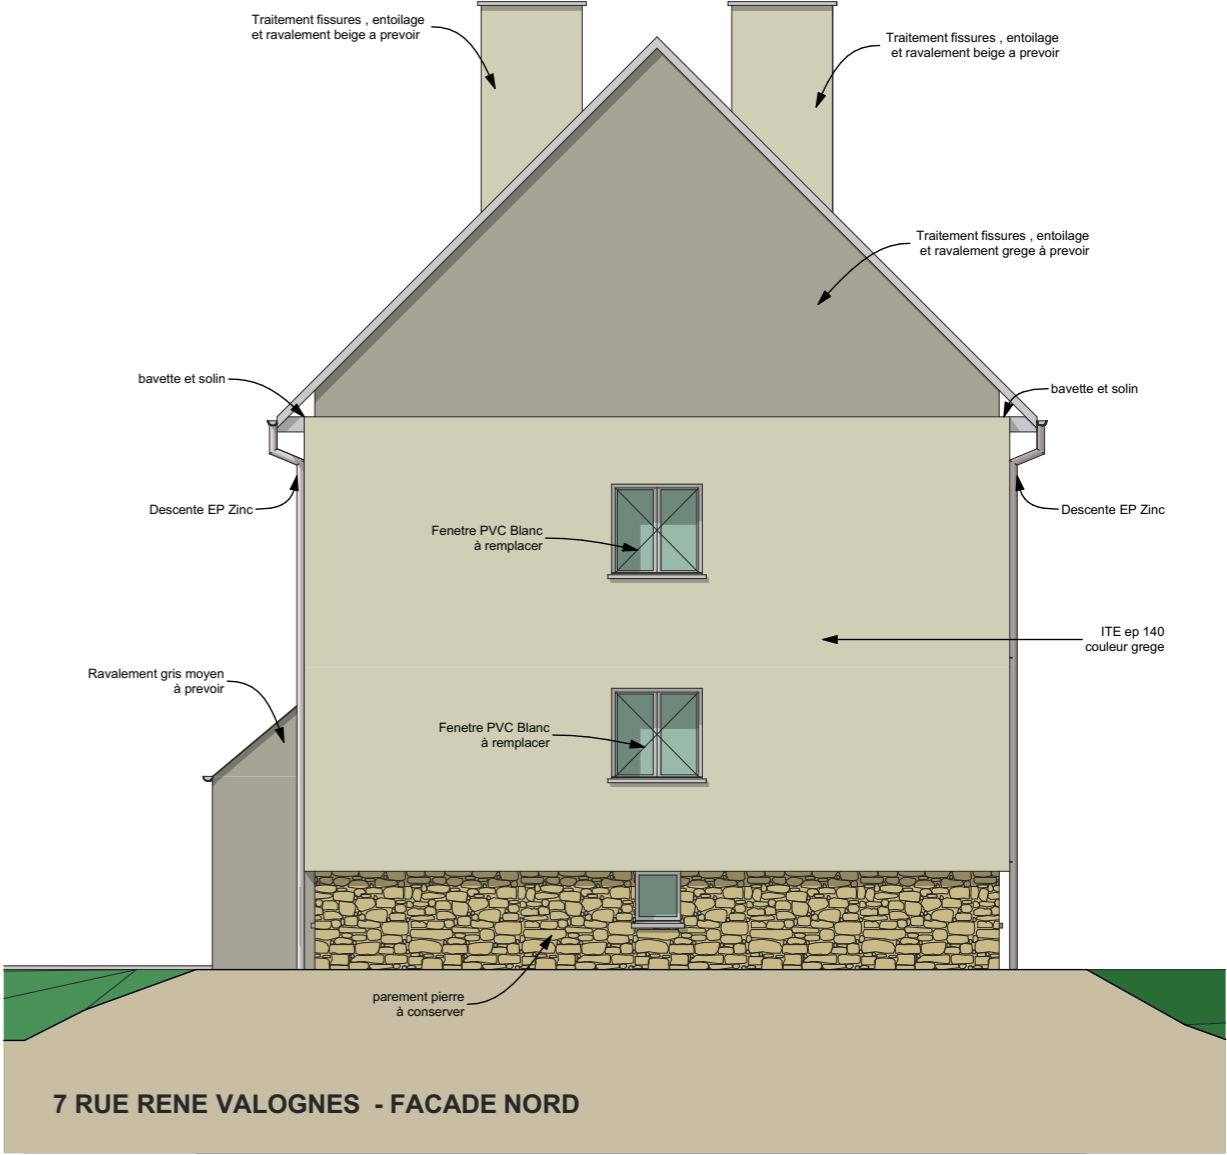 Traitement fissures , entoilage
et ravalement beige a prevoir
Traitement fissures , entoilage
et ravalement beige a prevoir
Traitement fissures , entoilage
et ravalement grege à prevoir
bavette et solin
bavette et solin
Descente EP Zinc
Descente EP Zinc
Fenetre PVC Blanc
à remplacer
ITE ep 140
couleur grege
Ravalement gris moyen
à prevoir
Fenetre PVC Blanc
à remplacer
parement pierre
à conserver
7 RUE RENE VALOGNES - FACADE NORD